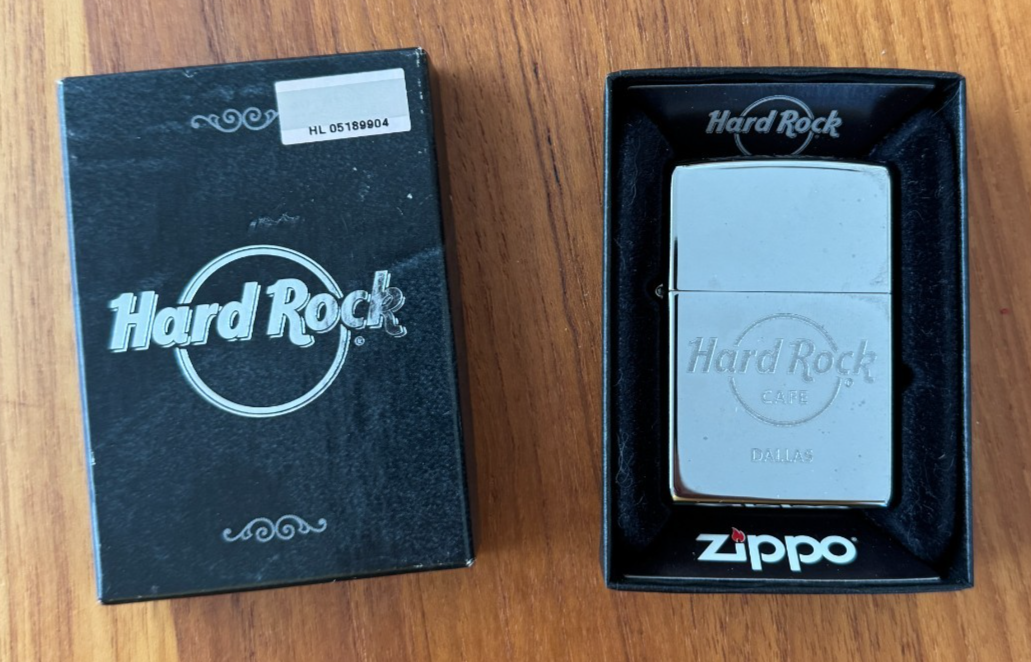 HL 05189904
Hard Rock
®
Hard Rock
Hard Rock
CAFE
DALLAS
zippo